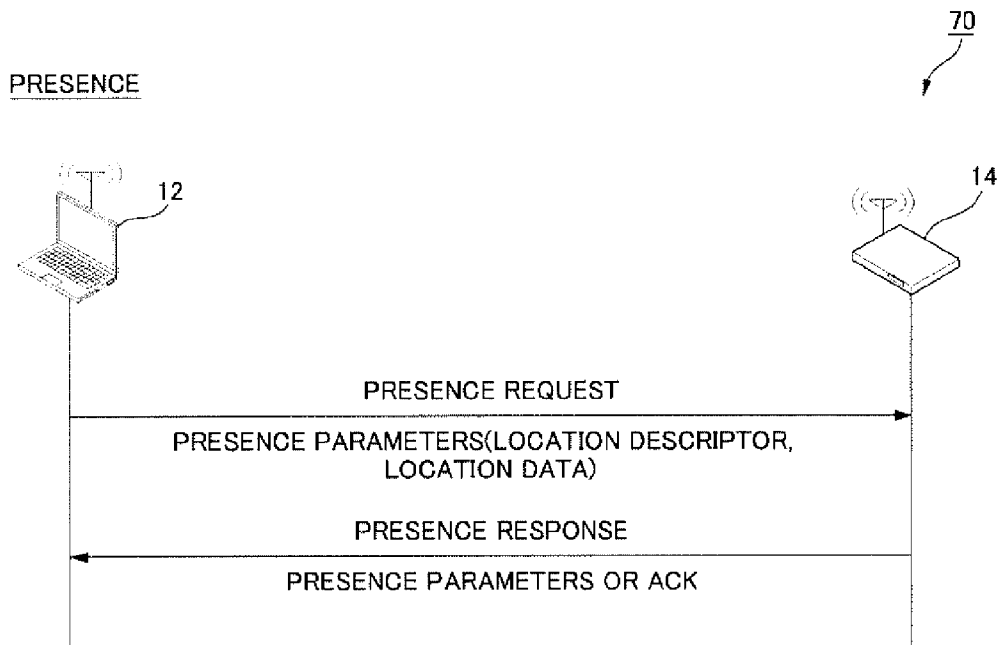 70
PRESENCE
12
14
PRESENCE REQUEST
PRESENCE PARAMETERS(LOCATION DESCRIPTOR,
LOCATION DATA)
PRESENCE RESPONSE
PRESENCE PARAMETERS OR ACK